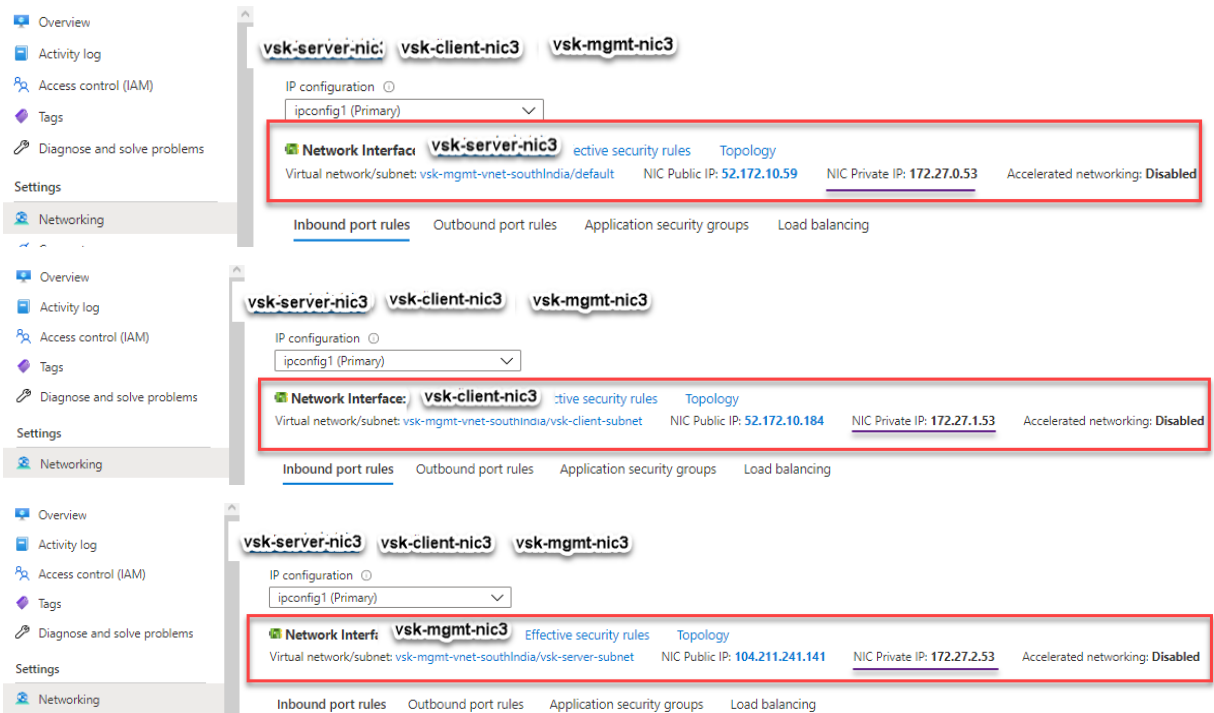 Overview
Activity log
Access control (IAM)
Tags
Diagnose and solve problems
Settings
Networking
vsk-server-nic vsk-client-nic3 vsk-mgmt-nic3
IP configuration
ipconfig1 (Primary)
Network Interface vsk-server-nic3 ective security rules Topology
Virtual network/subnet: vsk-mgmt-vnet-southIndia/default NIC Public IP: 52.172.10.59 NIC Private IP: 172.27.0.53 Accelerated networking: Disabled
Inbound port rules Outbound port rules Application security groups Load balancing
Overview
Activity log
Access control (IAM)
Tags
Diagnose and solve problems
Settings
Networking
vsk-server-nic3 vsk-client-nic3 vsk-mgmt-nic3
IP configuration
ipconfig1 (Primary)
Network Interface: vsk-client-nic3 ctive security rules Topology
Virtual network/subnet: vsk-mgmt-vnet-southIndia/vsk-client-subnet NIC Public IP: 52.172.10.184 NIC Private IP: 172.27.1.53 Accelerated networking: Disabled
Inbound port rules Outbound port rules Application security groups Load balancing
Overview
Activity log
Access control (IAM)
Tags
Diagnose and solve problems
Settings
Networking
vsk-server-nic3 vsk-client-nic3 vsk-mgmt-nic3
IP configuration
ipconfig1 (Primary)
Network Interfa vsk-mgmt-nic3 Effective security rules Topology
Virtual network/subnet: vsk-mgmt-vnet-southIndia/vsk-server-subnet NIC Public IP: 104.211.241.141 NIC Private IP: 172.27.2.53 Accelerated networking: Disabled
Inbound port rules Outbound port rules Application security groups Load balancing